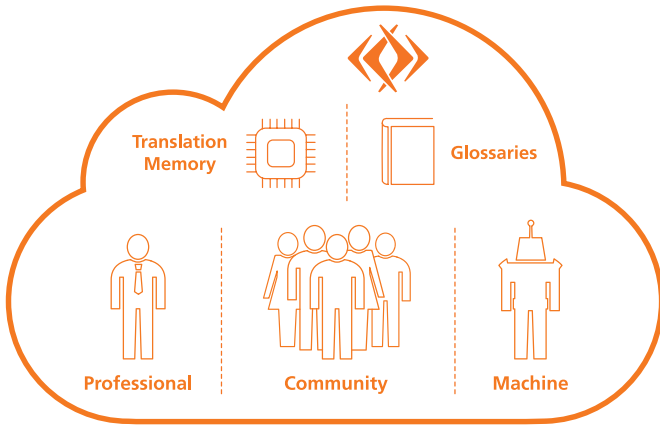 Translation
Memory
Glossaries
Professional
Community
Machine